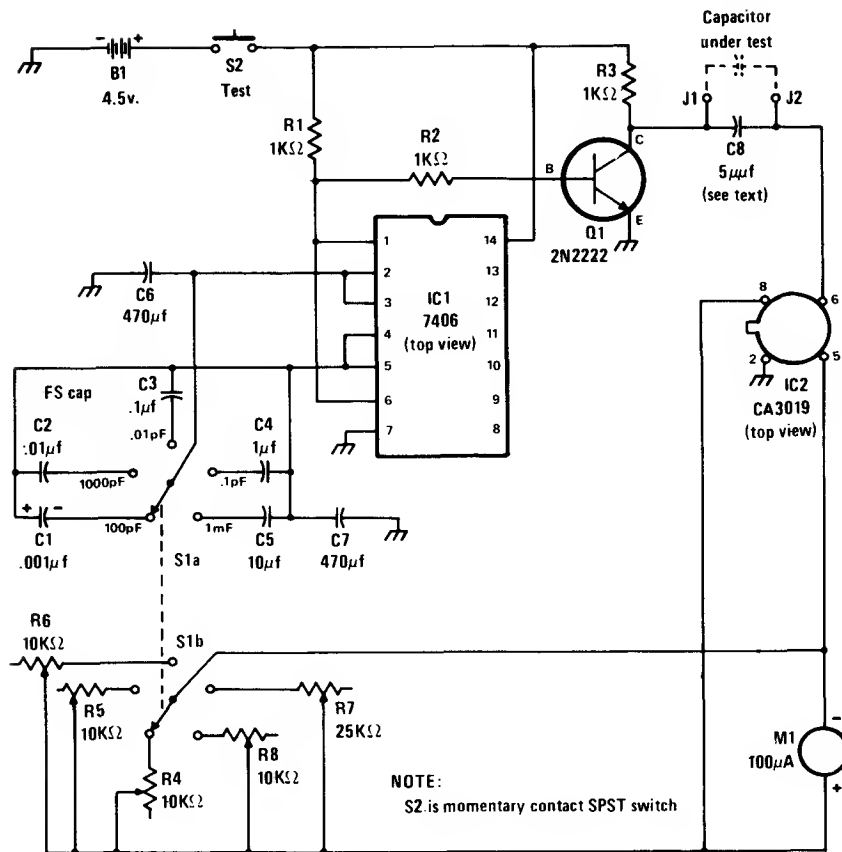 Capacitor
under test
- +
B1
4.5v.
S2
Test
R1
1KΩ
R2
1KΩ
R3
1KΩ
J1
J2
C8
5μμf
(see text)
B
C
E
Q1
2N2222
1
2
3
4
5
6
7
14
13
12
11
10
9
8
IC1
7406
(top view)
C6
470μf
8
6
2
5
IC2
CA3019
(top view)
FS cap
C3
.1μf
.01pF
C2
.01μf
1000pF
C4
1μf
.1pF
+ -
C1
.001μf
100pF
1mF
C5
10μf
C7
470μf
S1a
S1b
R6
10KΩ
R5
10KΩ
R7
25KΩ
R4
10KΩ
R8
10KΩ
-
M1
100μA
+
NOTE:
S2 is momentary contact SPST switch